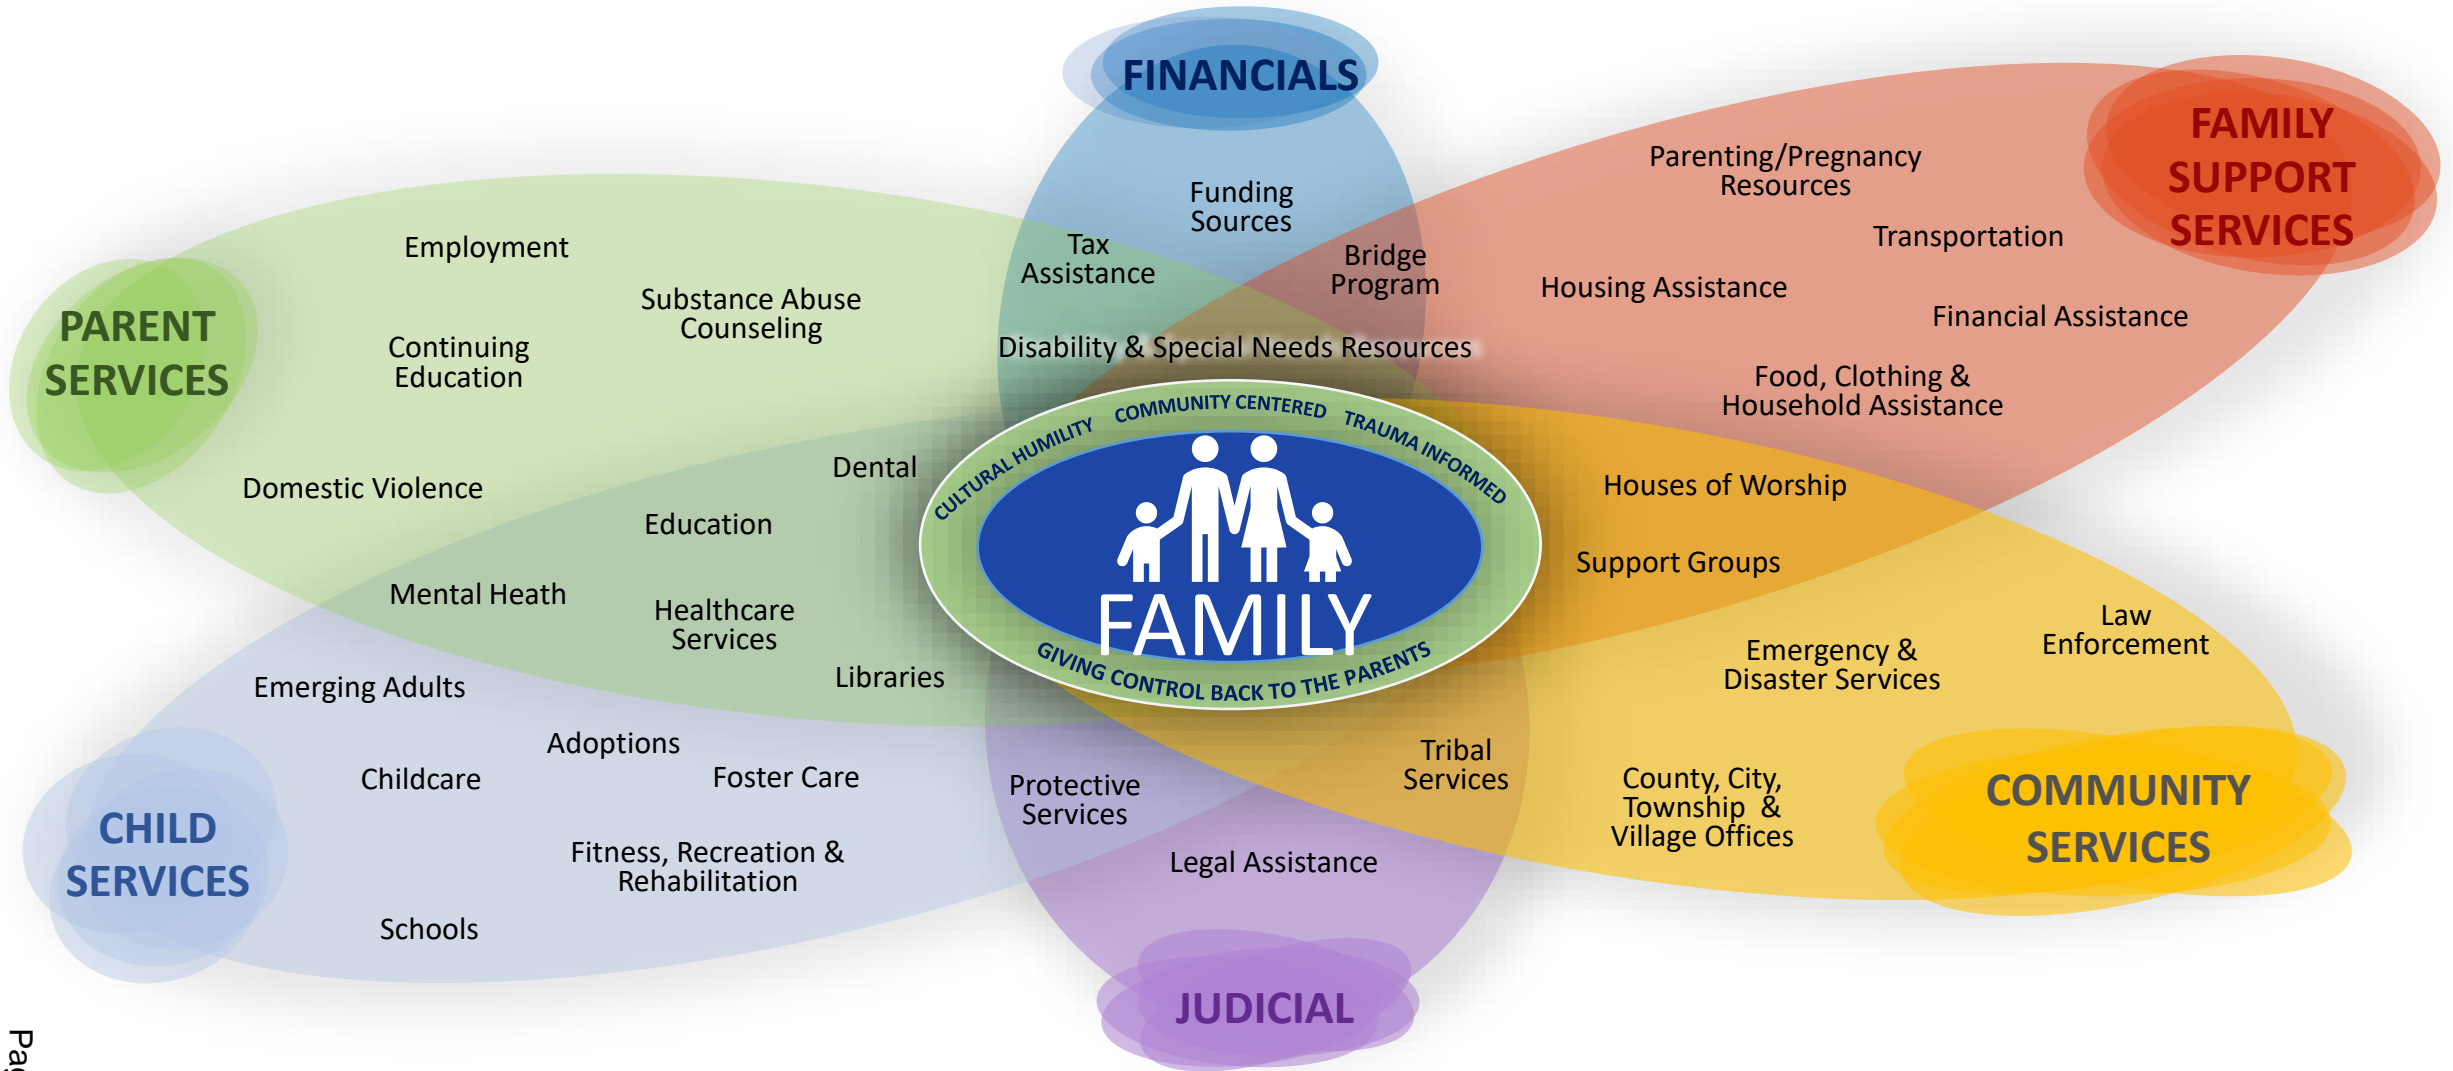 FINANCIALS
Funding
Sources
Tax
Assistance
Bridge
Program
Disability & Special Needs Resources
FAMILY
SUPPORT
SERVICES
Parenting/Pregnancy
Resources
Transportation
Housing Assistance
Financial Assistance
Food, Clothing &
Household Assistance
PARENT
SERVICES
Employment
Substance Abuse
Counseling
Continuing
Education
Domestic Violence
Dental
Education
Mental Heath
Healthcare
Services
Libraries
CULTURAL HUMILITY COMMUNITY CENTERED TRAUMA INFORMED
FAMILY
GIVING CONTROL BACK TO THE PARENTS
Houses of Worship
Support Groups
Law
Enforcement
Emergency &
Disaster Services
County, City,
Township &
Village Offices
COMMUNITY
SERVICES
Tribal
Services
CHILD
SERVICES
Emerging Adults
Adoptions
Childcare
Foster Care
Fitness, Recreation &
Rehabilitation
Schools
Protective
Services
Legal Assistance
JUDICIAL